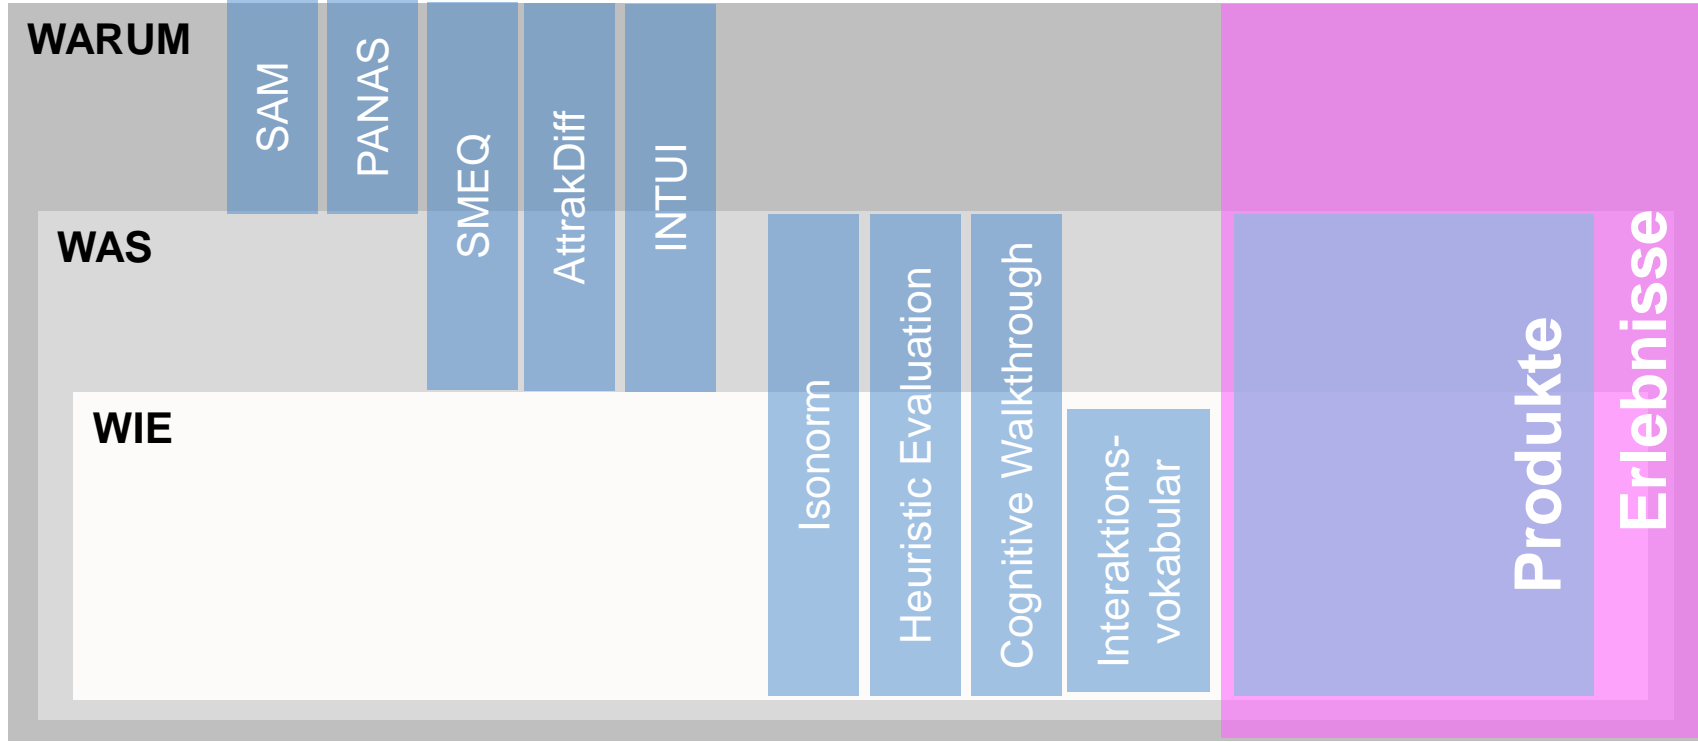 WARUM
SAM
PANAS
SMEQ
AttrakDiff
INTUI
WAS
Isonorm
Heuristic Evaluation
Cognitive Walkthrough
WIE
Interaktions-
vokabular
Produkte
Erlebnisse